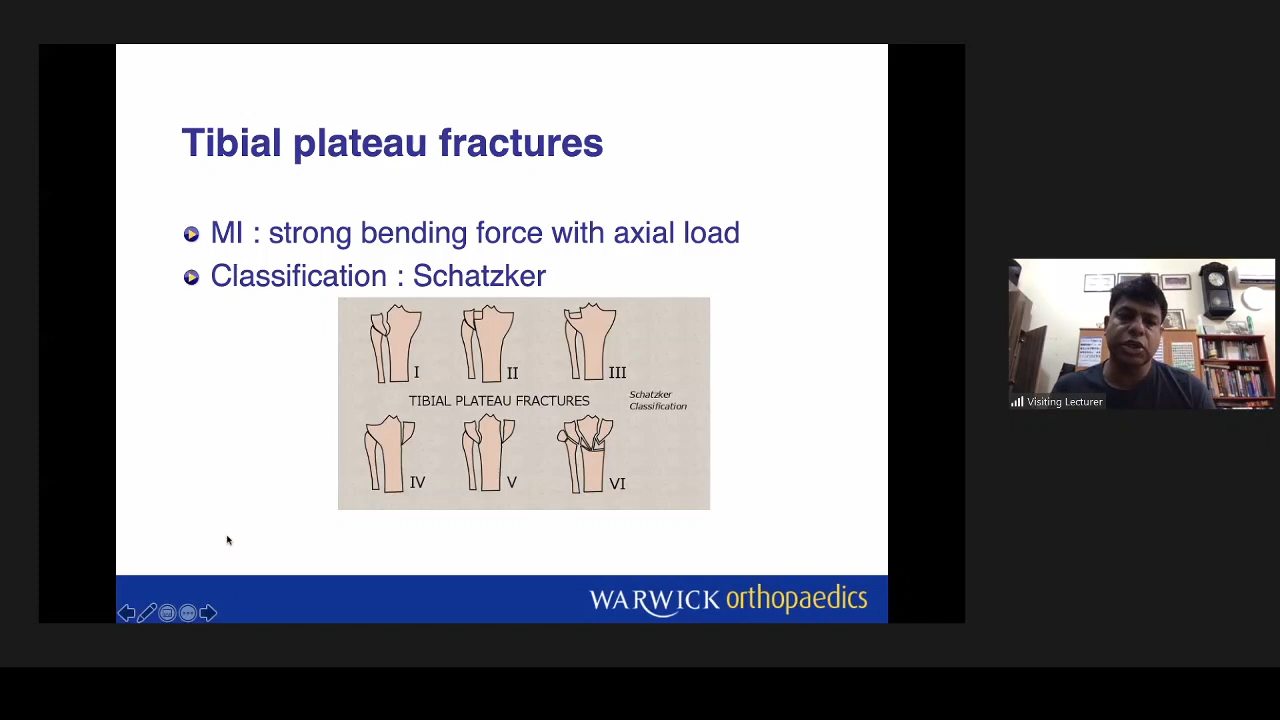 Tibial plateau fractures
MI : strong bending force with axial load
Classification : Schatzker
I
II
III
TIBIAL PLATEAU FRACTURES
Schatzker
Classification
IV
V
VI
WARWICK orthopaedics
Visiting Lecturer